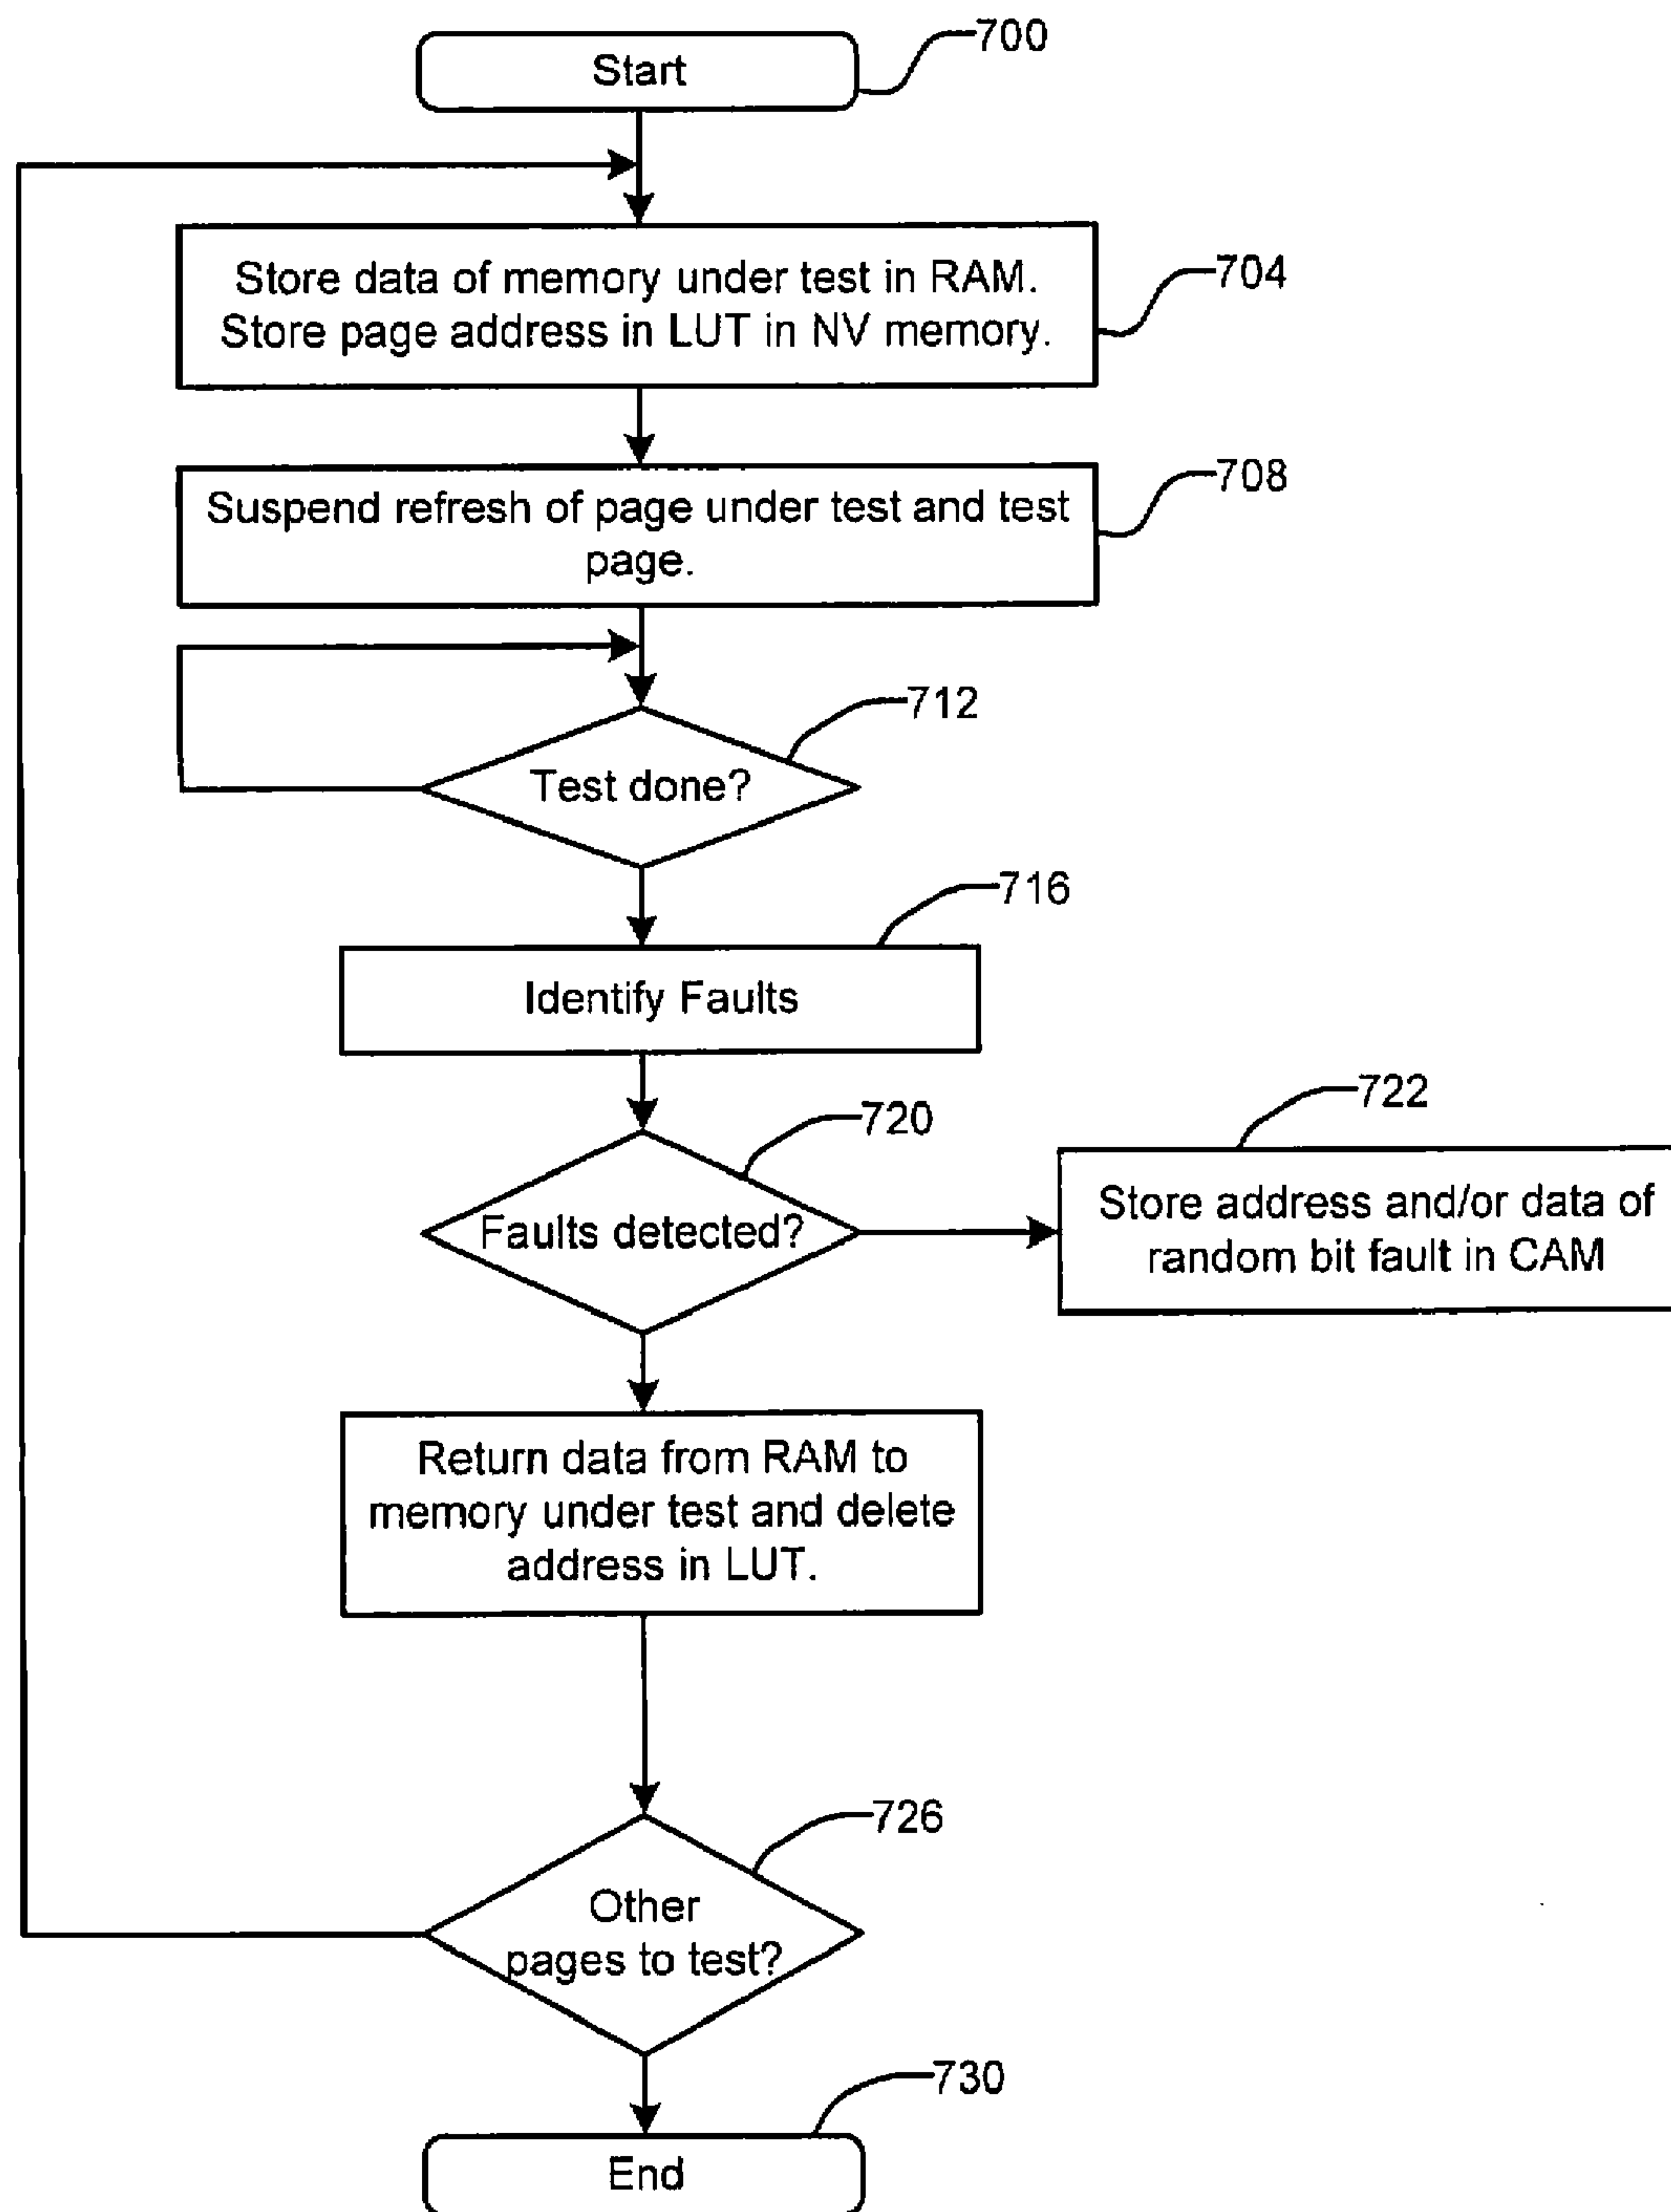 Start
700
Store data of memory under test in RAM.
Store page address in LUT in NV memory.
704
Suspend refresh of page under test and test
page.
708
Test done?
712
Identify Faults
716
Faults detected?
720
Store address and/or data of
random bit fault in CAM
722
Return data from RAM to
memory under test and delete
address in LUT.
Other
pages to test?
726
End
730